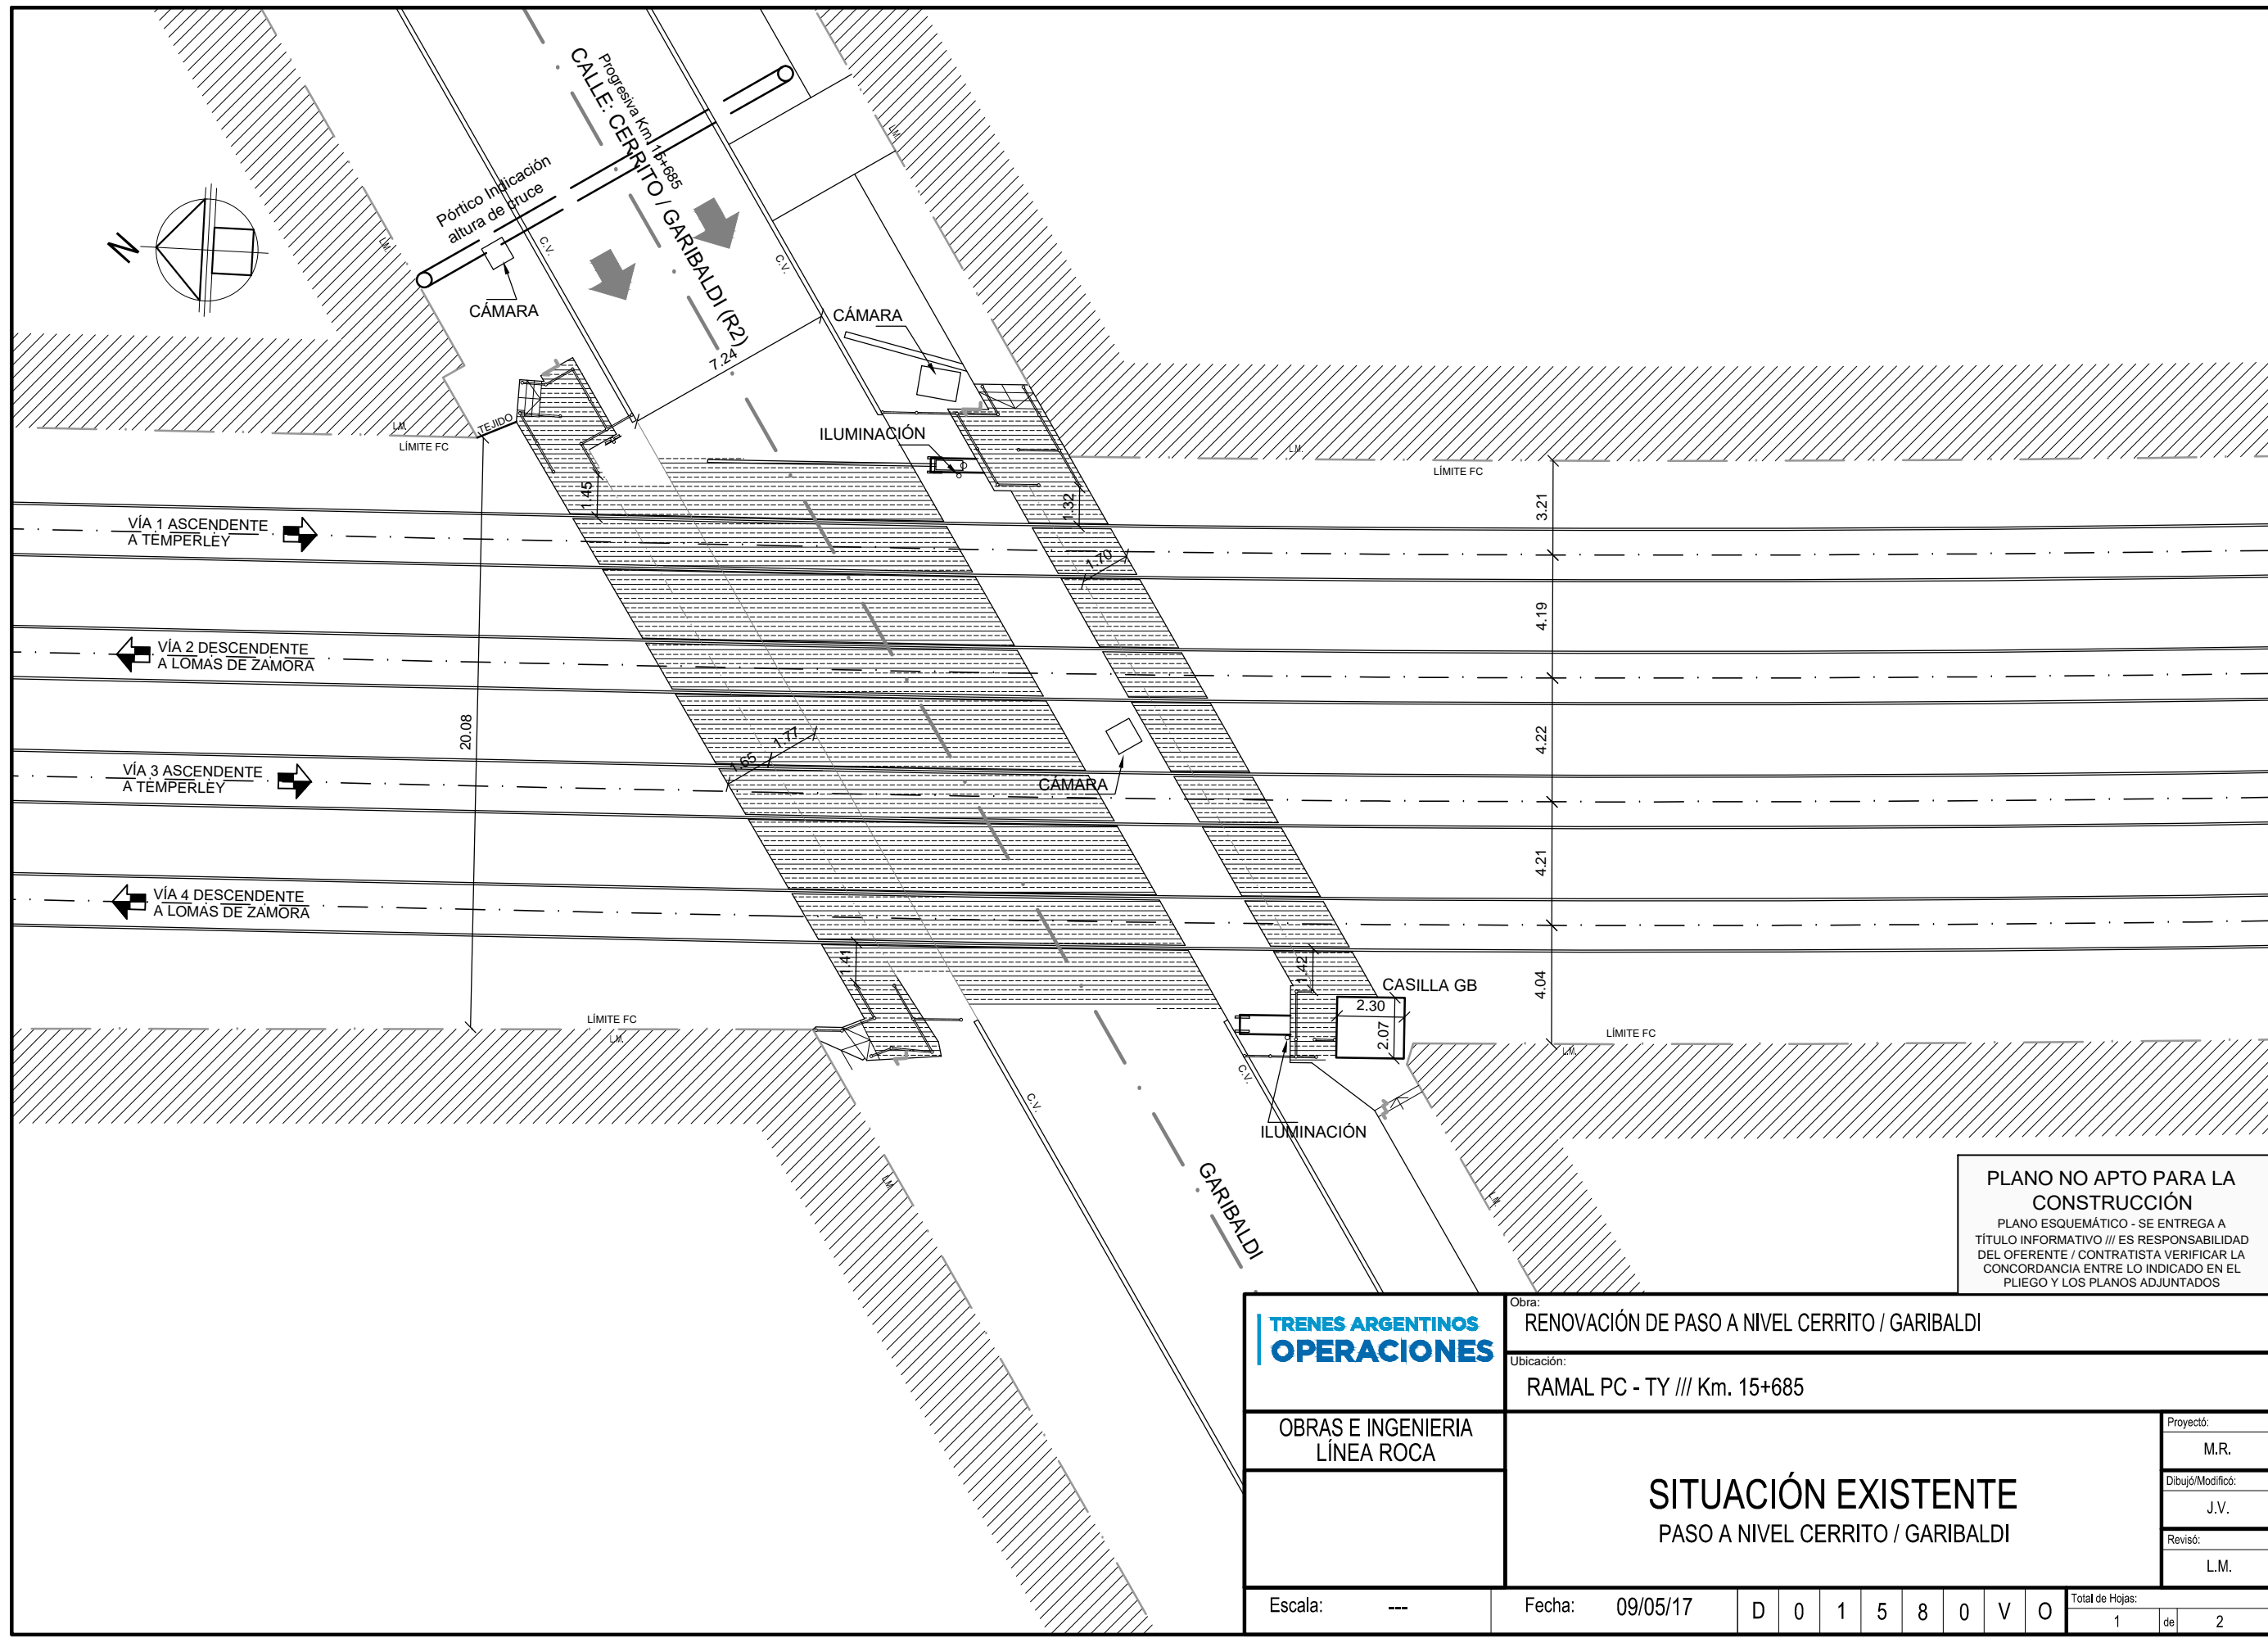 Progresiva Km. 15+685
CALLE: CERRITO / GARIBALDI (R2)
Pórtico Indicación
altura de cruce
N
CÁMARA
C.V.
C.V.
L.M.
L.M.
CÁMARA
7.24
ILUMINACIÓN
TEJIDO
L.M.
LÍMITE FC
L.M.
LÍMITE FC
1.45
1.32
3.21
VÍA 1 ASCENDENTE
A TEMPERLEY
1.70
4.19
VÍA 2 DESCENDENTE
A LOMAS DE ZAMORA
20.08
1.65
1.77
4.22
VÍA 3 ASCENDENTE
A TEMPERLEY
CÁMARA
4.21
VÍA 4 DESCENDENTE
A LOMAS DE ZAMORA
1.41
1.42
4.04
CASILLA GB
2.30
2.07
LÍMITE FC
L.M.
LÍMITE FC
L.M.
C.V.
C.V.
ILUMINACIÓN
L.M.
L.M.
GARIBALDI
PLANO NO APTO PARA LA
CONSTRUCCIÓN
PLANO ESQUEMÁTICO - SE ENTREGA A
TÍTULO INFORMATIVO /// ES RESPONSABILIDAD
DEL OFERENTE / CONTRATISTA VERIFICAR LA
CONCORDANCIA ENTRE LO INDICADO EN EL
PLIEGO Y LOS PLANOS ADJUNTADOS
TRENES ARGENTINOS
OPERACIONES
Obra:
RENOVACIÓN DE PASO A NIVEL CERRITO / GARIBALDI
Ubicación:
RAMAL PC - TY /// Km. 15+685
OBRAS E INGENIERIA
LÍNEA ROCA
SITUACIÓN EXISTENTE
PASO A NIVEL CERRITO / GARIBALDI
Proyectó:
M.R.
Dibujó/Modificó:
J.V.
Revisó:
L.M.
Escala: ---
Fecha: 09/05/17
D 0 1 5 8 0 V O
Total de Hojas:
1 de 2